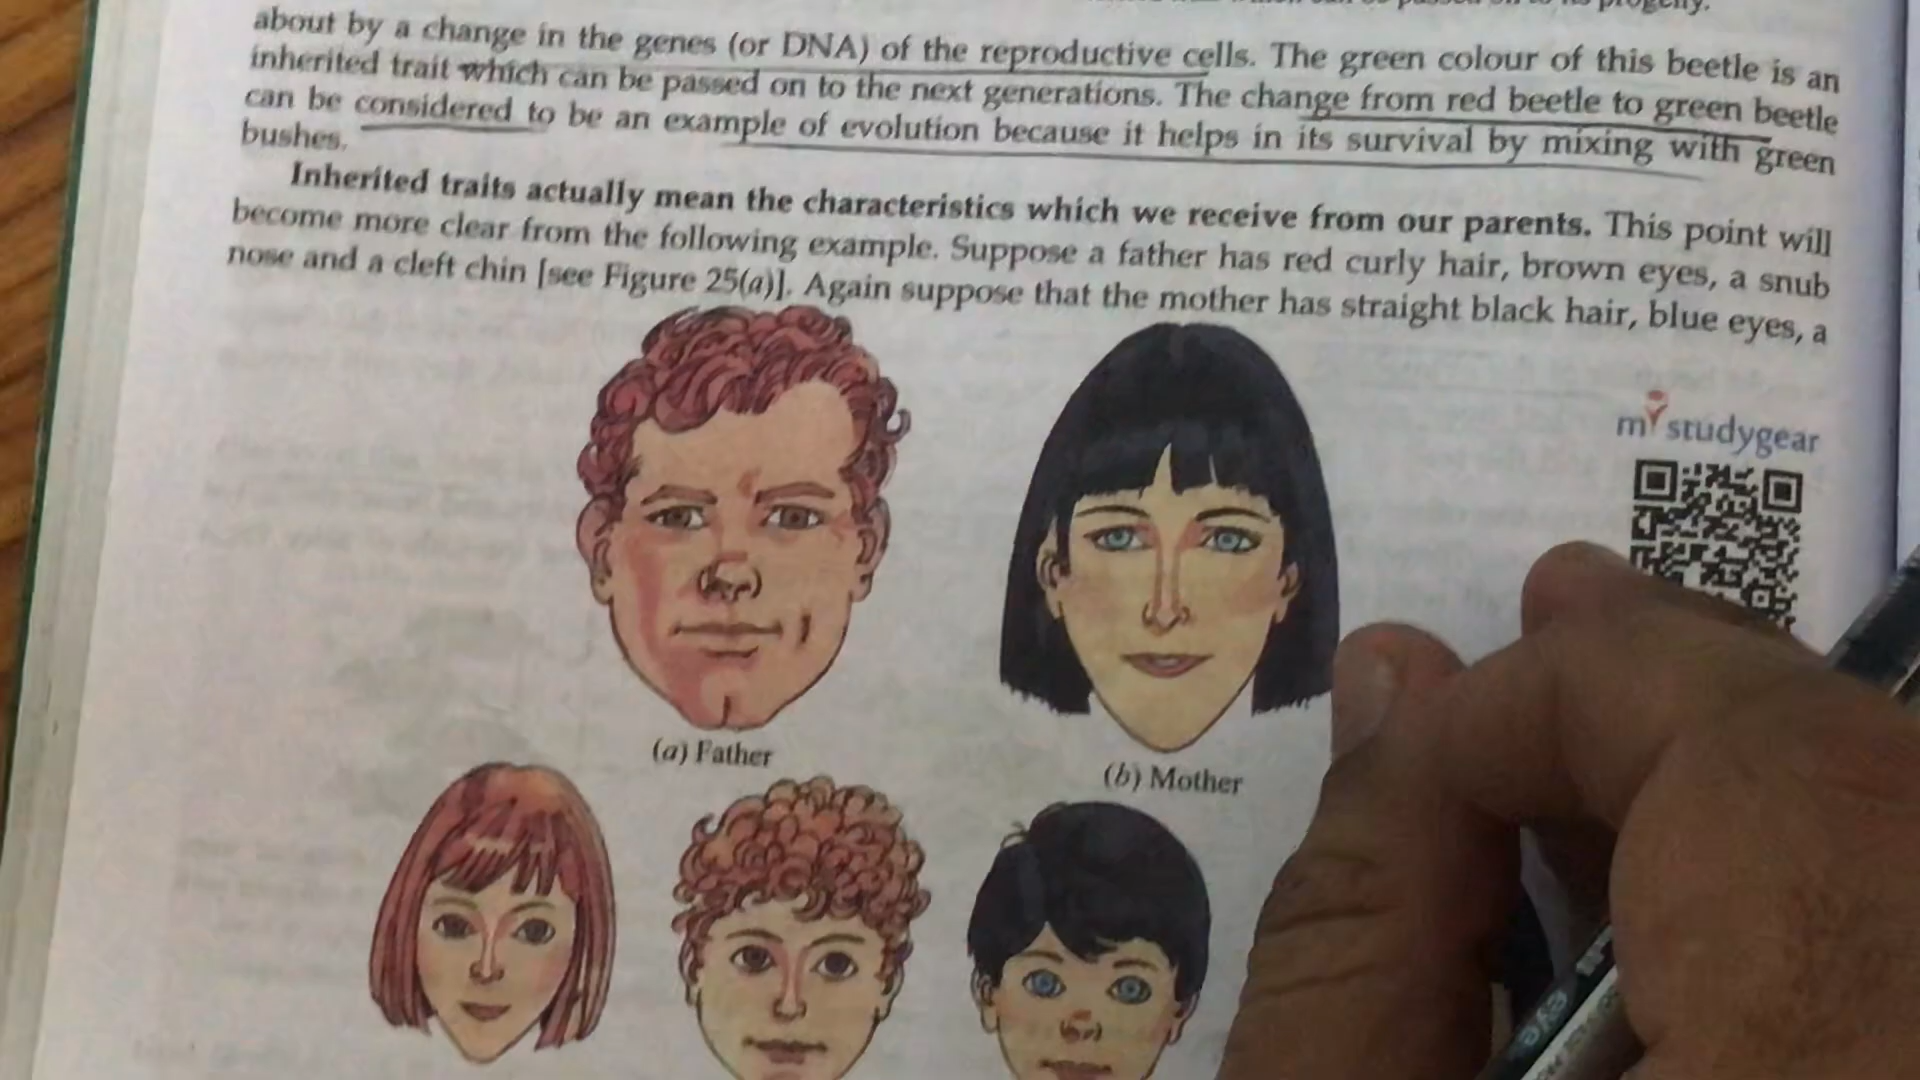 about by a change in the genes (or DNA) of the reproductive cells. The green colour of this beetle is an
inherited trait which can be passed on to the next generations. The change from red beetle to green beetle
can be considered to be an example of evolution because it helps in its survival by mixing with green
bushes.
Inherited traits actually mean the characteristics which we receive from our parents. This point will
become more clear from the following example. Suppose a father has red curly hair, brown eyes, a snub
nose and a cleft chin [see Figure 25(a)]. Again suppose that the mother has straight black hair, blue eyes, a
my studygear
(a) Father
(b) Mother